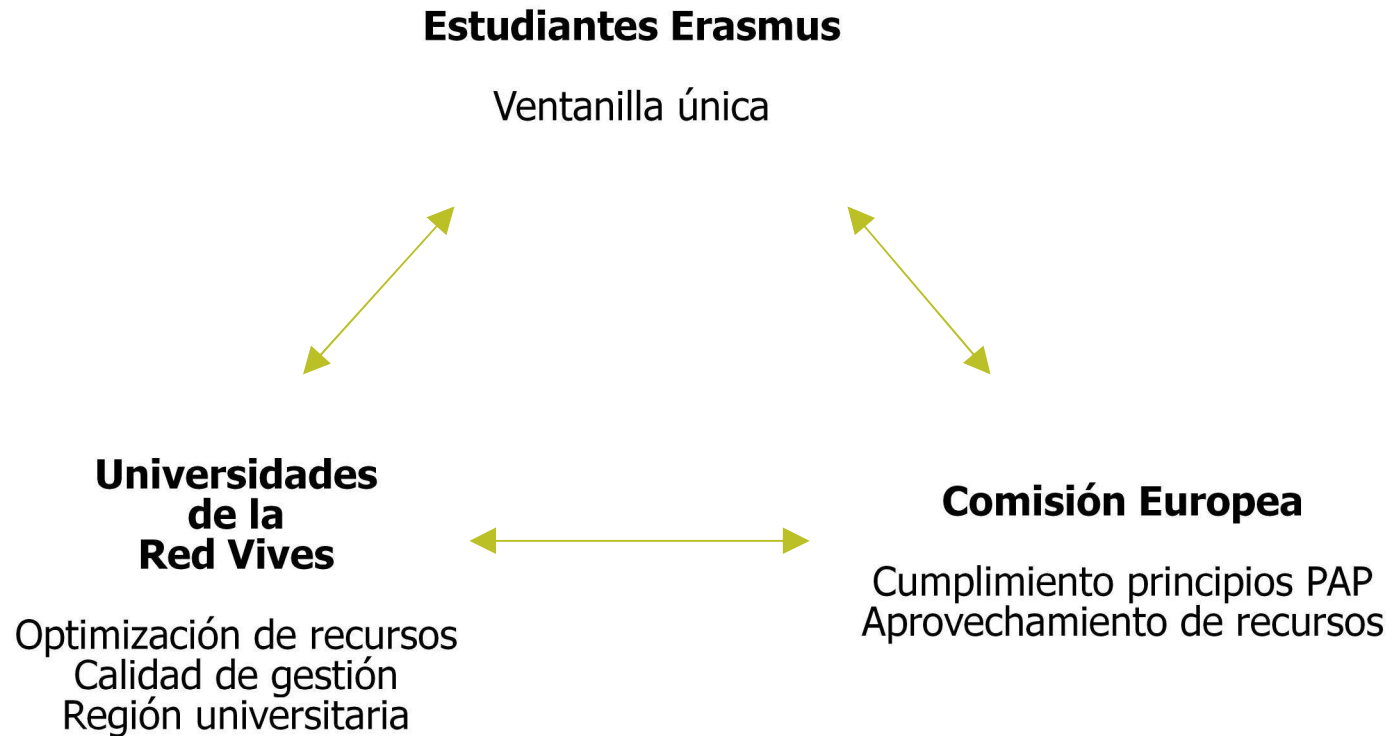 Estudiantes Erasmus
Ventanilla única
Universidades
de la
Red Vives
Optimización de recursos
Calidad de gestión
Región universitaria
Comisión Europea
Cumplimiento principios PAP
Aprovechamiento de recursos